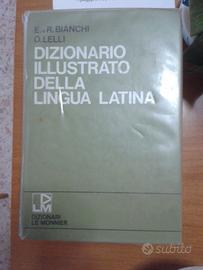 E. e R. BIANCHI
O. LELLI
DIZIONARIO
ILLUSTRATO
DELLA
LINGUA LATINA
LM
DIZIONARI
LE MONNIER
subito